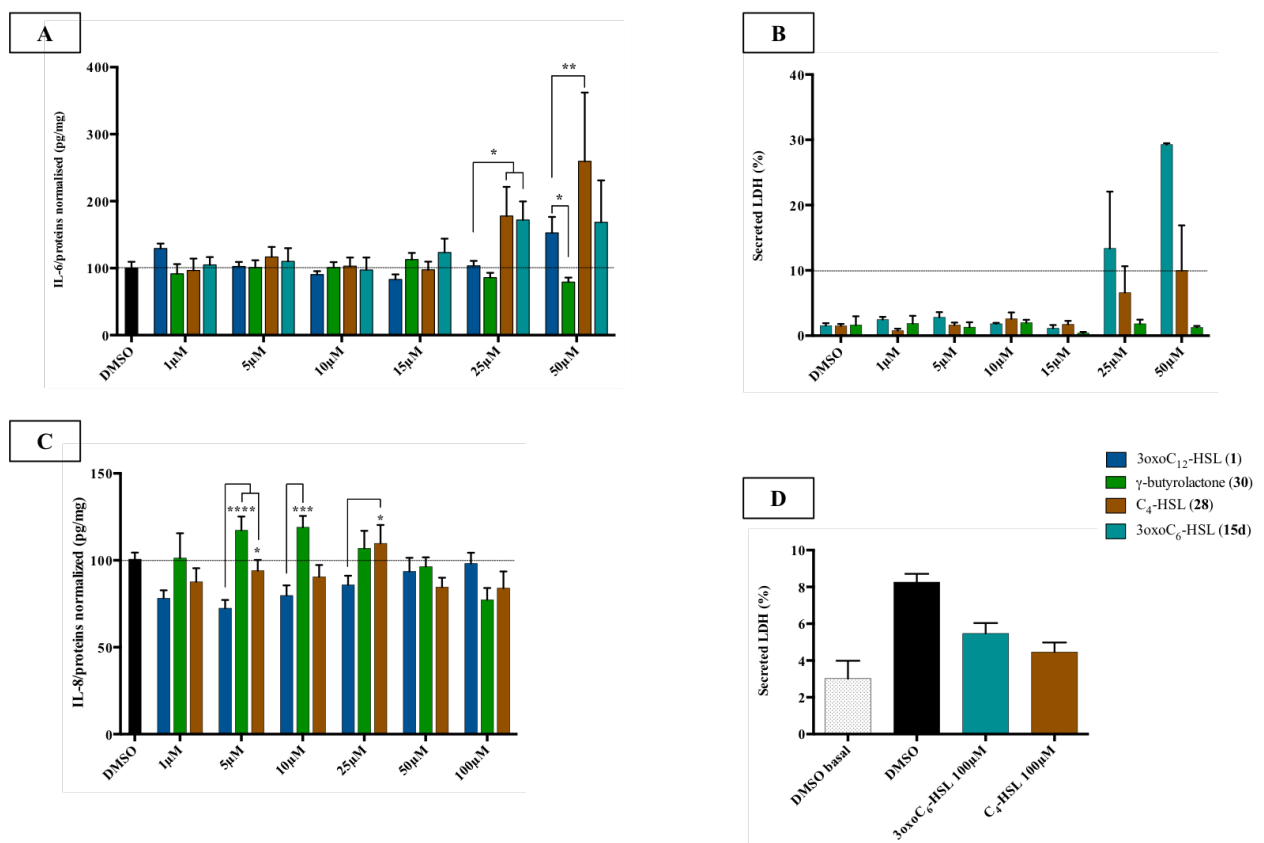 A
IL-6/proteins normalised (pg/mg)
400
300
200
100
0
*
**
*
DMSO
1µM
5µM
10µM
15µM
25µM
50µM
B
Secreted LDH (%)
40
30
20
10
0
DMSO
1µM
5µM
10µM
15µM
25µM
50µM
C
IL-8/proteins normalized (pg/mg)
150
100
50
0
****
*
***
*
DMSO
1µM
5µM
10µM
25µM
50µM
100µM
3oxoC12-HSL (1)
γ-butyrolactone (30)
C4-HSL (28)
3oxoC6-HSL (15d)
D
Secreted LDH (%)
10
8
6
4
2
0
DMSO basal
DMSO
3oxoC6-HSL 100µM
C4-HSL 100µM